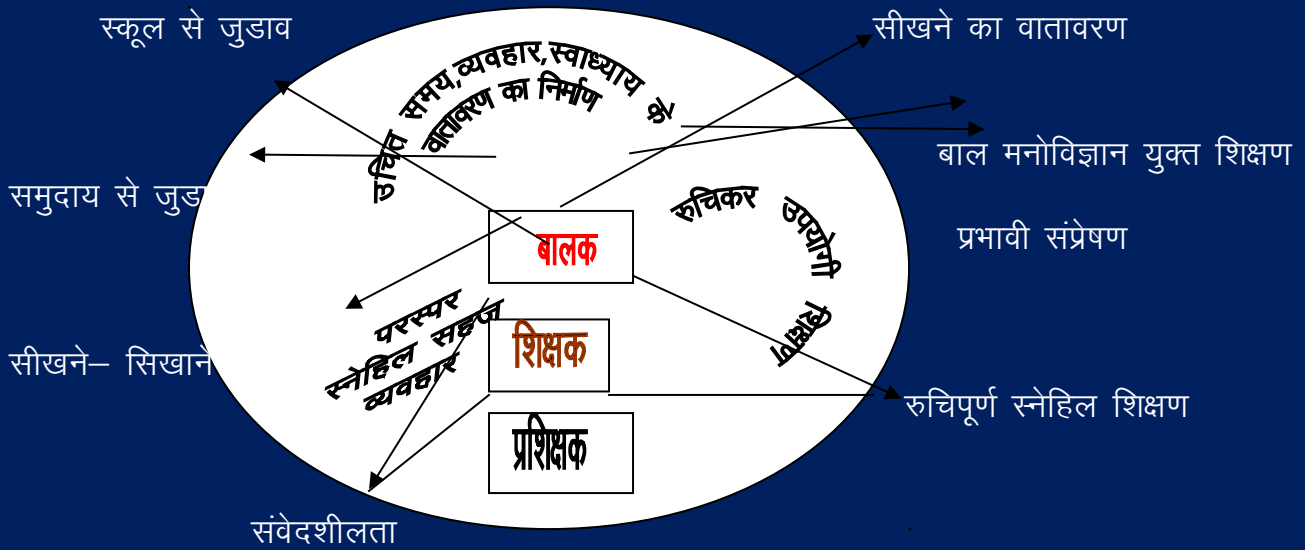 स्कूल से जुडाव
सीखने का वातावरण
उचित समय,व्यवहार,स्वाध्याय के
वातावरण का निर्माण
बाल मनोविज्ञान युक्त शिक्षण
समुदाय से
रुचिकर उपयोगी शिक्षण
प्रभावी संप्रेषण
बालक
परस्पर
स्नेहिल सहज
व्यवहार
शिक्षक
सीखने– सिखाने
रुचिपूर्ण स्नेहिल शिक्षण
प्रशिक्षक
संवेदशीलता